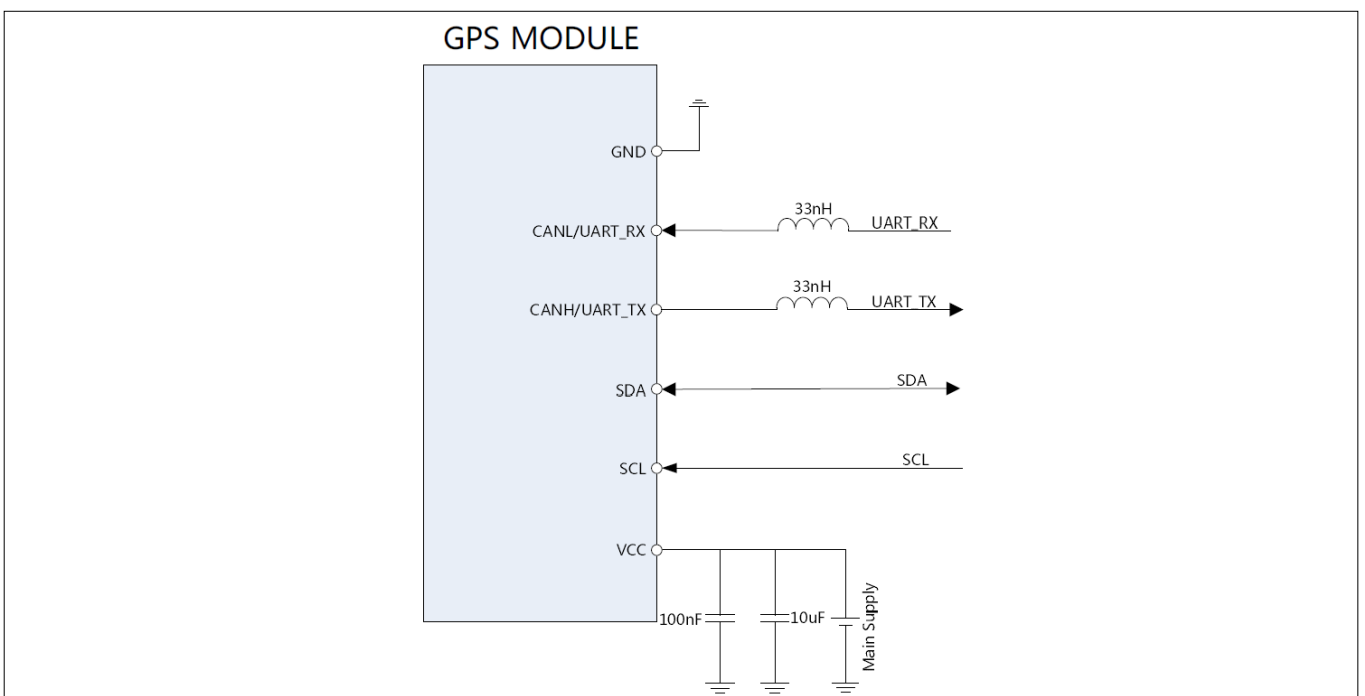 GPS MODULE
GND
33nH
CANL/UART_RX
UART_RX
33nH
CANH/UART_TX
UART_TX
SDA
SDA
SCL
SCL
VCC
100nF
10uF
Main Supply